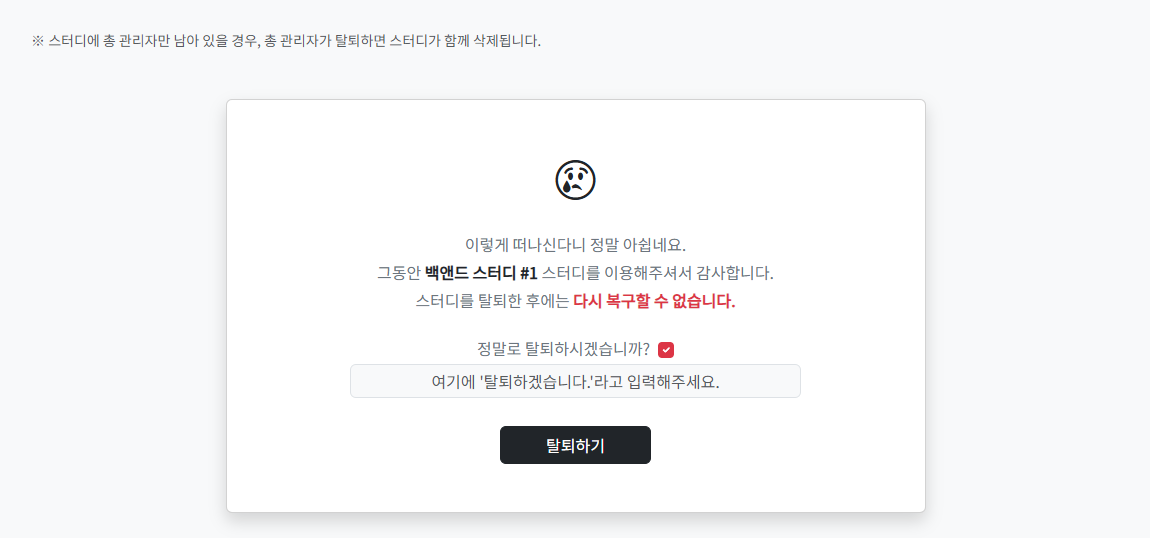 ※ 스터디에 총 관리자만 남아 있을 경우, 총 관리자가 탈퇴하면 스터디가 함께 삭제됩니다.
이렇게 떠나신다니 정말 아쉽네요.
그동안 백앤드 스터디 #1 스터디를 이용해주셔서 감사합니다.
스터디를 탈퇴한 후에는 다시 복구할 수 없습니다.
정말로 탈퇴하시겠습니까?
여기에 '탈퇴하겠습니다.'라고 입력해주세요.
탈퇴하기